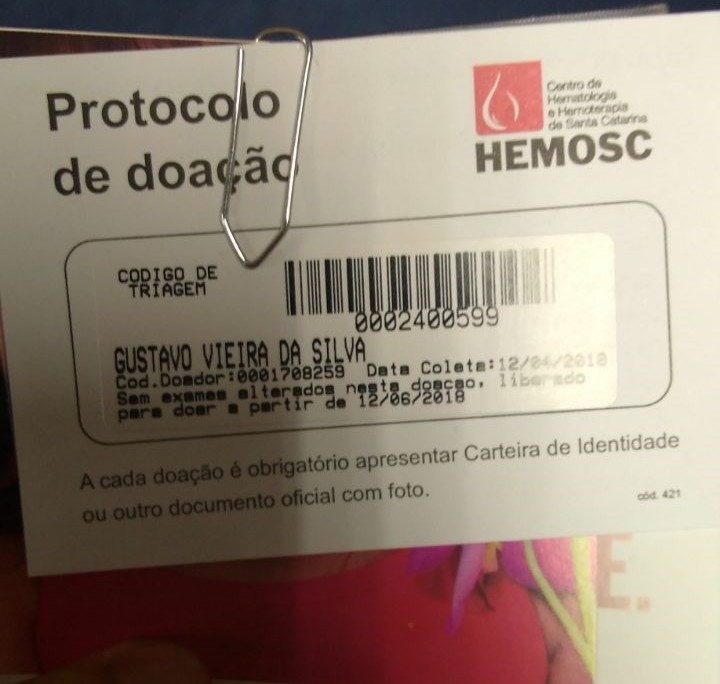 Protocolo
de doação
Centro de
Hematologia
e Hemoterapia
de Santa Catarina
HEMOSC
CODIGO DE
TRIAGEM
0002400599
GUSTAVO VIEIRA DA SILVA
Cod.Doador:0001708259 Data Coleta:12/04/2018
Sem exames alterados nesta doacao, liberado
para doar a partir de 12/06/2018
A cada doação é obrigatório apresentar Carteira de Identidade
ou outro documento oficial com foto.
cód. 421
E.